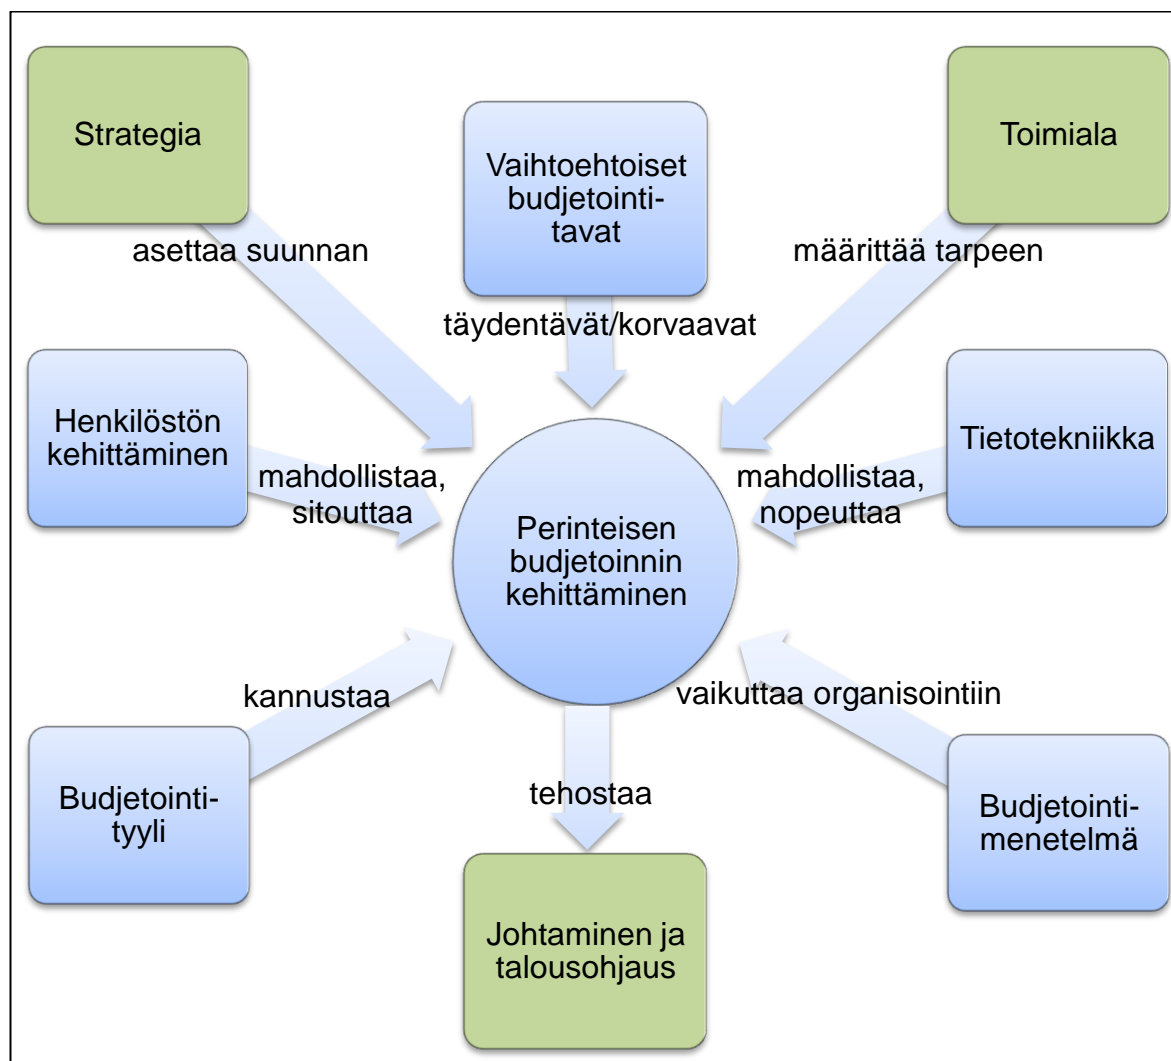 Strategia
Vaihtoehtoiset
budjetointi-
tavat
Toimiala
asettaa suunnan
määrittää tarpeen
täydentävät/korvaavat
Henkilöstön
kehittäminen
Tietotekniikka
mahdollistaa,
sitouttaa
mahdollistaa,
nopeuttaa
Perinteisen
budjetoinnin
kehittäminen
kannustaa
vaikuttaa organisointiin
Budjetointi-
tyyli
tehostaa
Budjetointi-
menetelmä
Johtaminen ja
talousohjaus